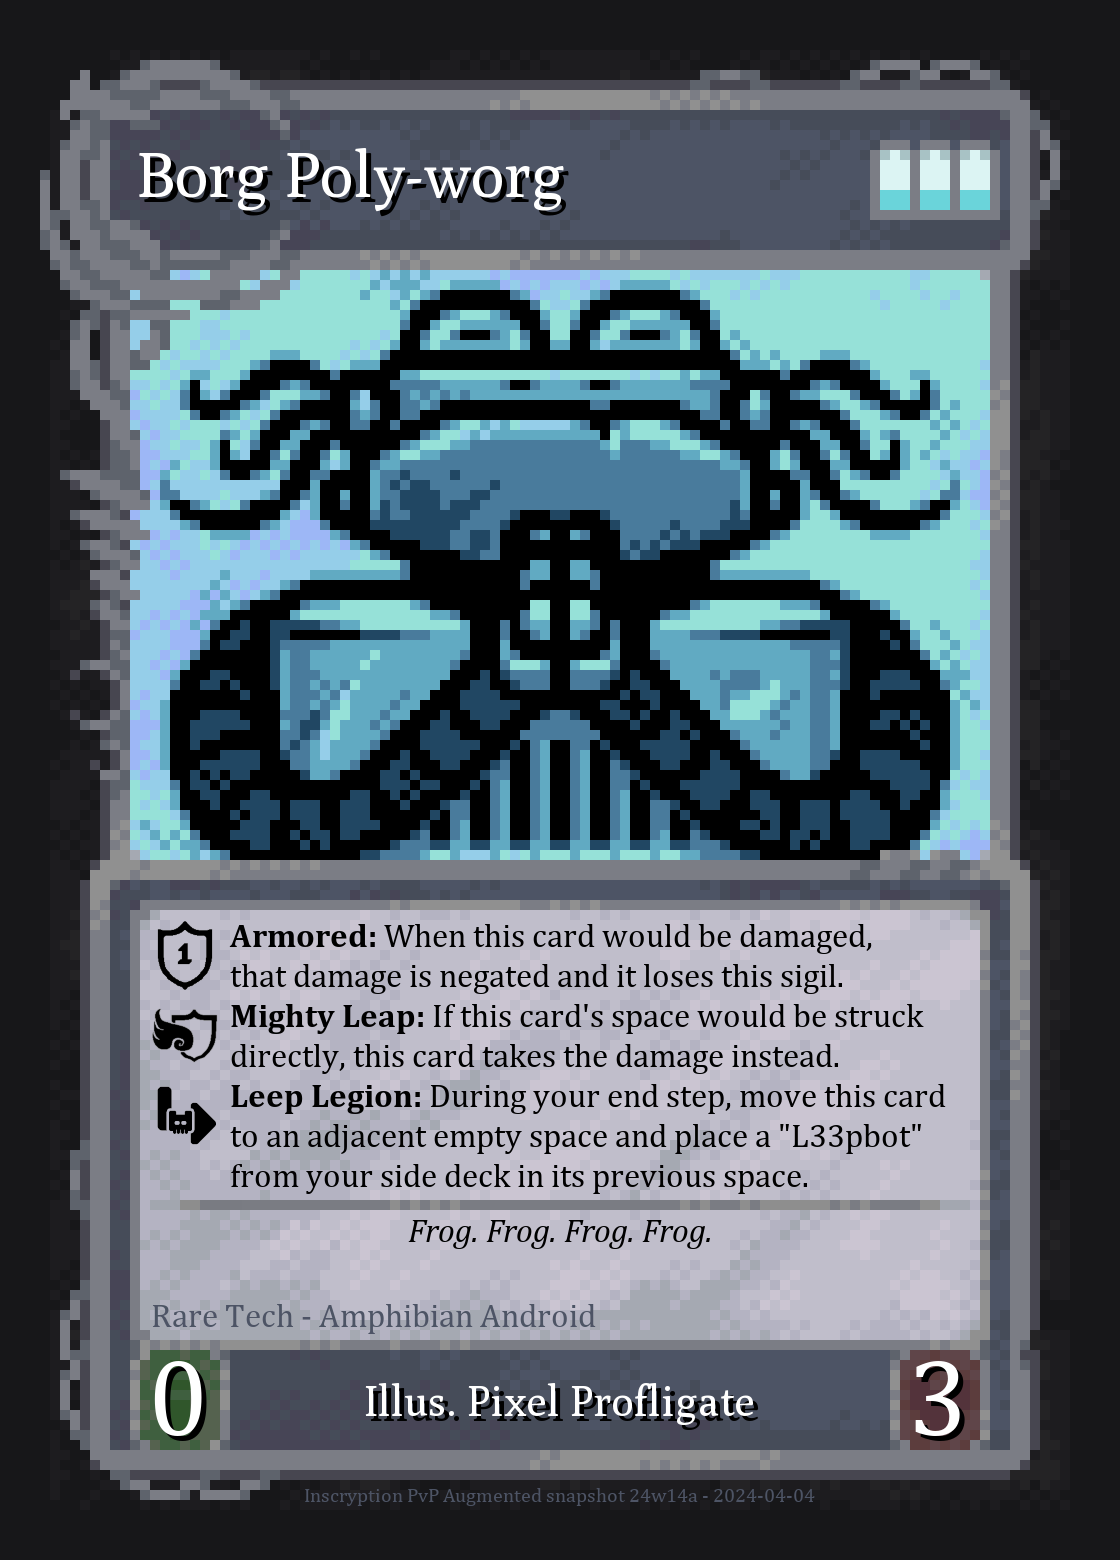 Borg Poly-worg
1
Armored: When this card would be damaged,
that damage is negated and it loses this sigil.
Mighty Leap: If this card's space would be struck
directly, this card takes the damage instead.
Leep Legion: During your end step, move this card
to an adjacent empty space and place a "L33pbot"
from your side deck in its previous space.
Frog. Frog. Frog. Frog.
Rare Tech - Amphibian Android
0
Illus. Pixel Profligate
3
Inscryption PvP Augmented snapshot 24w14a - 2024-04-04